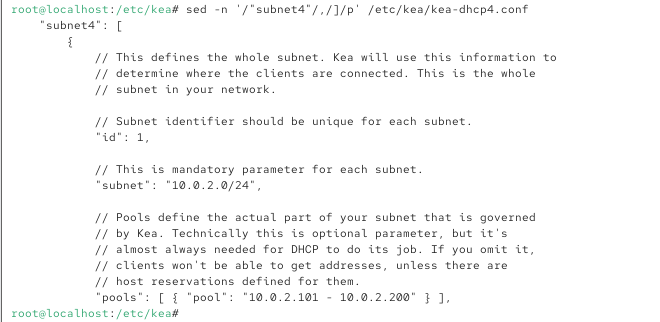 root@localhost:/etc/kea# sed -n '/"subnet4"/,/]/p' /etc/kea/kea-dhcp4.conf
"subnet4": [
{
// This defines the whole subnet. Kea will use this information to
// determine where the clients are connected. This is the whole
// subnet in your network.
// Subnet identifier should be unique for each subnet.
"id": 1,
// This is mandatory parameter for each subnet.
"subnet": "10.0.2.0/24",
// Pools define the actual part of your subnet that is governed
// by Kea. Technically this is optional parameter, but it's
// almost always needed for DHCP to do its job. If you omit it,
// clients won't be able to get addresses, unless there are
// host reservations defined for them.
"pools": [ { "pool": "10.0.2.101 - 10.0.2.200" } ],
root@localhost:/etc/kea#